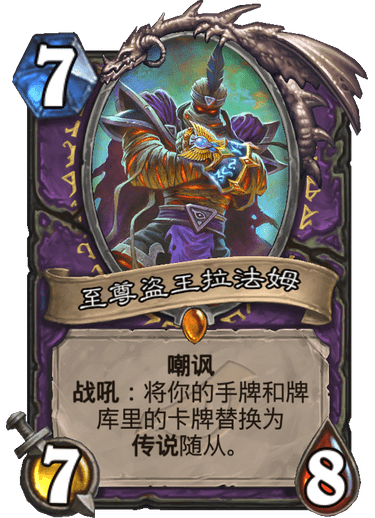 7
至尊盗王拉法姆
嘲讽
战吼：将你的手牌和牌
库里的卡牌替换为
传说随从。
7
8